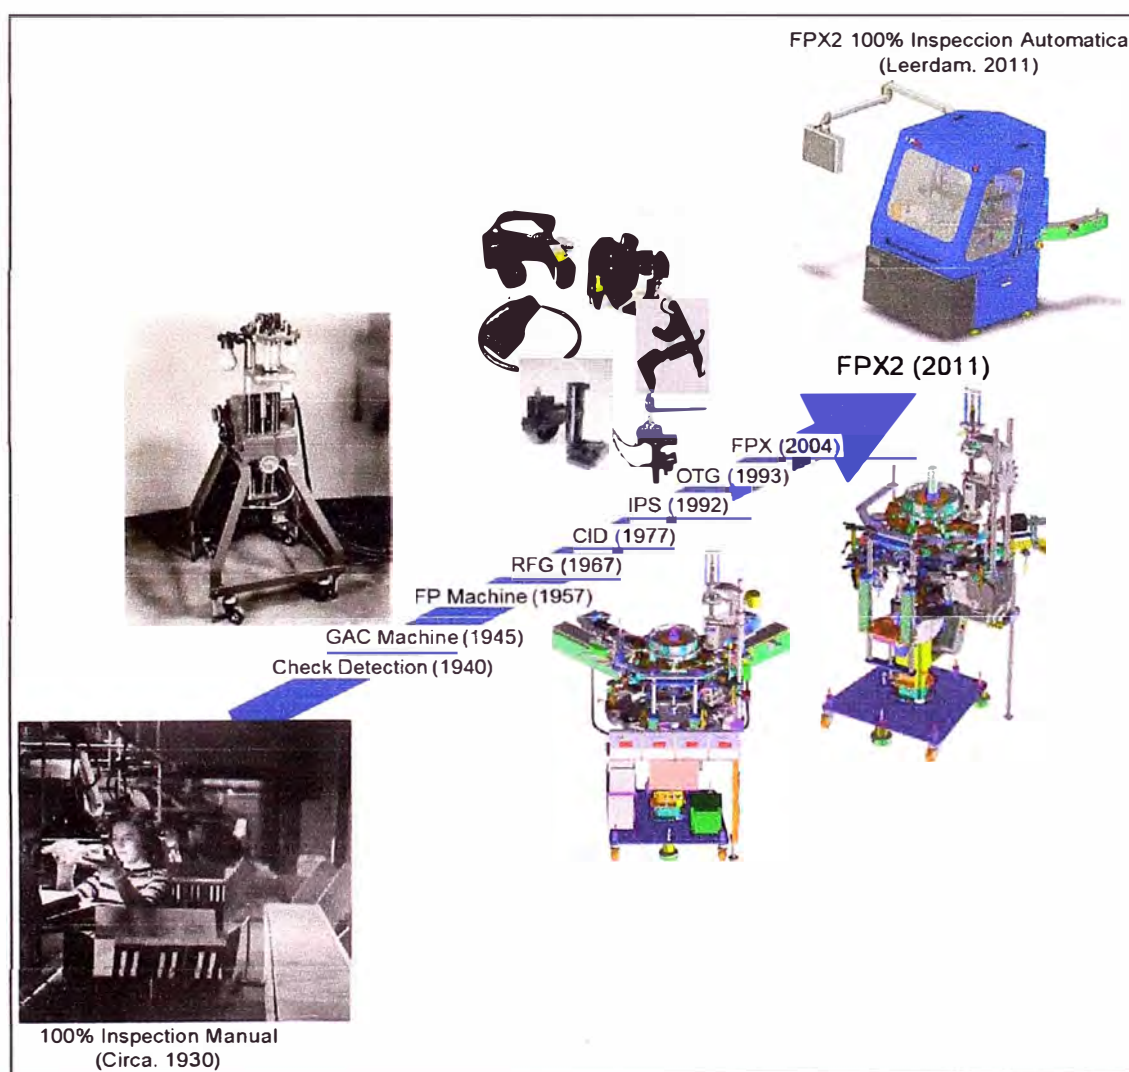 FPX2 100% Inspeccion Automatica
(Leerdam. 2011)
FPX2 (2011)
FPX (2004)
OTG (1993)
IPS (1992)
CID (1977)
RFG (1967)
FP Machine (1957)
GAC Machine (1945)
Check Detection (1940)
100% Inspection Manual
(Circa. 1930)